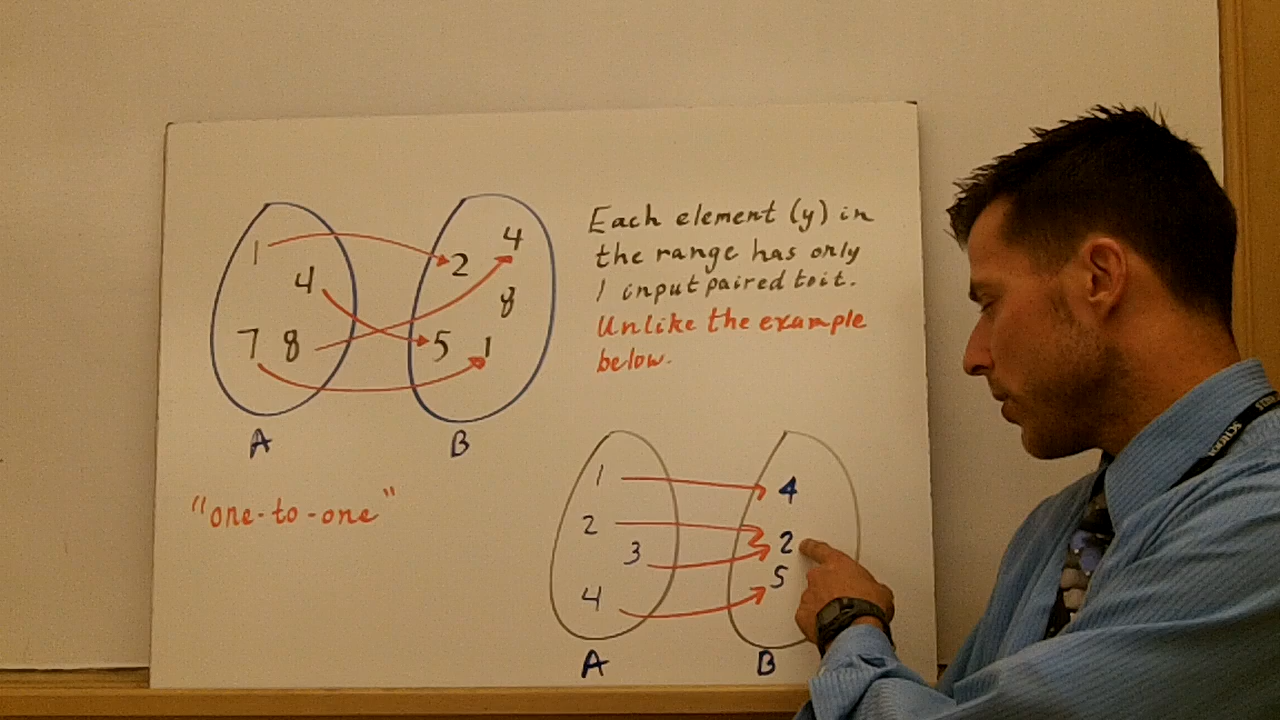 1 4 7 8
2 4 8 5 1
A B
"one-to-one"
Each element (y) in
the range has only
1 input paired to it.
Unlike the example
below.
1 4
2 2
3 5
4
A B